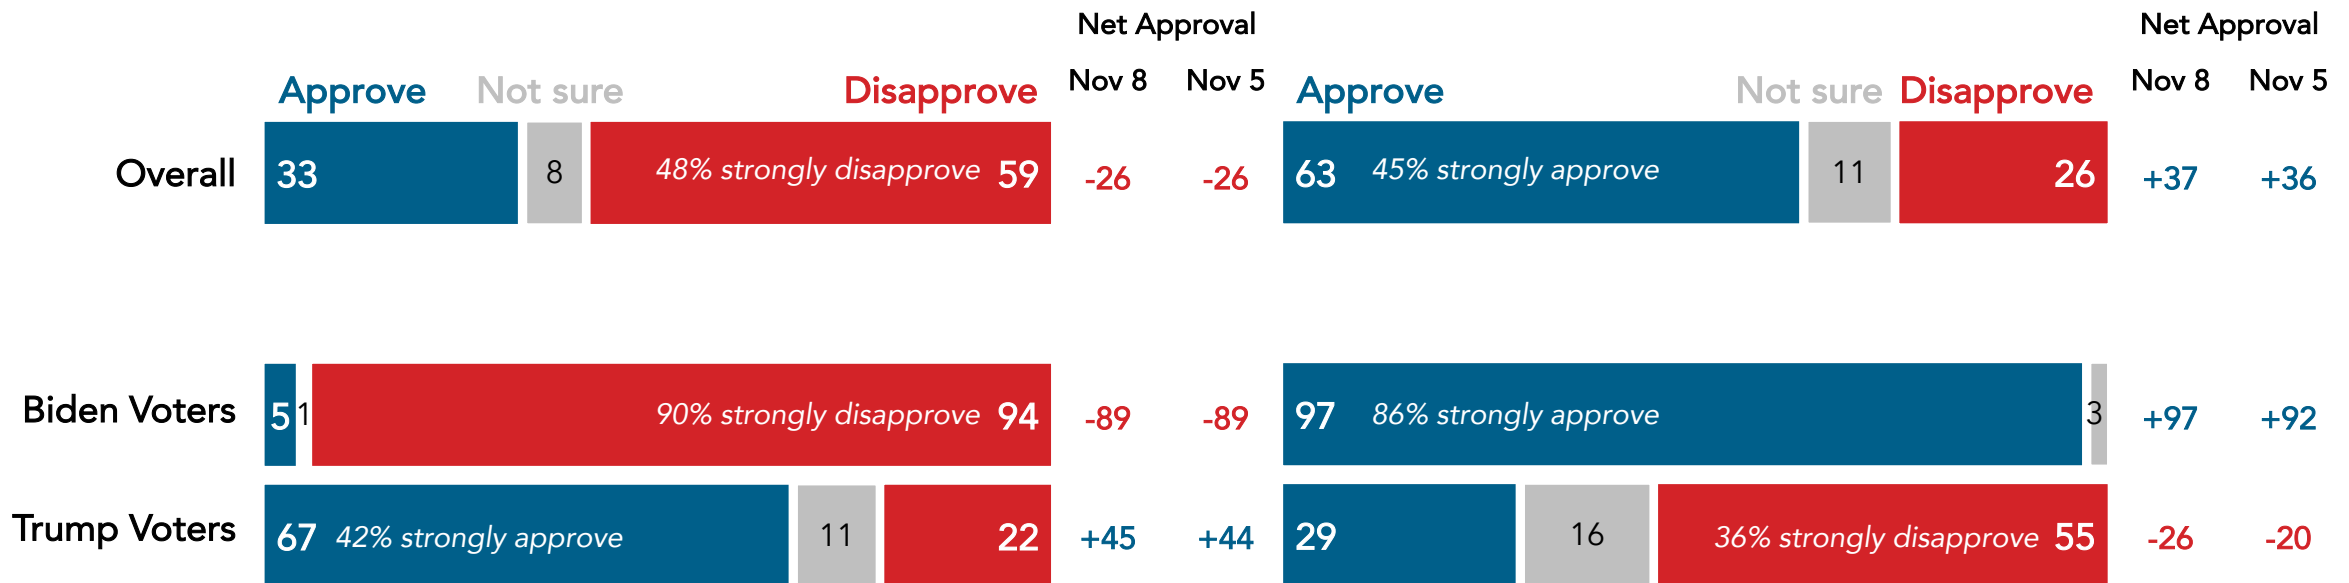 Net Approval Net Approval
Approve Not sure Disapprove Nov 8 Nov 5 Approve Not sure Disapprove Nov 8 Nov 5
Overall 33 8 48% strongly disapprove 59 -26 -26 63 45% strongly approve 11 26 +37 +36
Biden Voters 5 1 90% strongly disapprove 94 -89 -89 97 86% strongly approve 3 +97 +92
Trump Voters 67 42% strongly approve 11 22 +45 +44 29 16 36% strongly disapprove 55 -26 -20